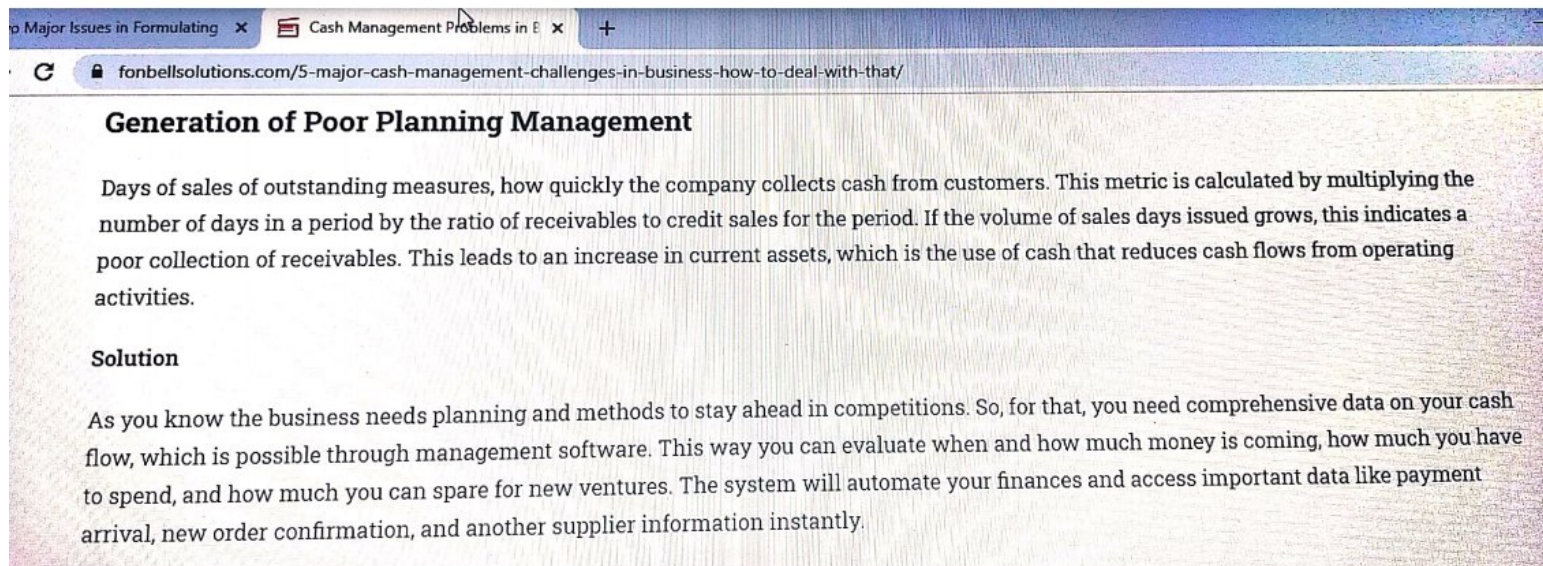 o Major Issues in Formulating × Cash Management Problems in E × +
fonbellsolutions.com/5-major-cash-management-challenges-in-business-how-to-deal-with-that/
Generation of Poor Planning Management
Days of sales of outstanding measures, how quickly the company collects cash from customers. This metric is calculated by multiplying the
number of days in a period by the ratio of receivables to credit sales for the period. If the volume of sales days issued grows, this indicates a
poor collection of receivables. This leads to an increase in current assets, which is the use of cash that reduces cash flows from operating
activities.
Solution
As you know the business needs planning and methods to stay ahead in competitions. So, for that, you need comprehensive data on your cash
flow, which is possible through management software. This way you can evaluate when and how much money is coming, how much you have
to spend, and how much you can spare for new ventures. The system will automate your finances and access important data like payment
arrival, new order confirmation, and another supplier information instantly.